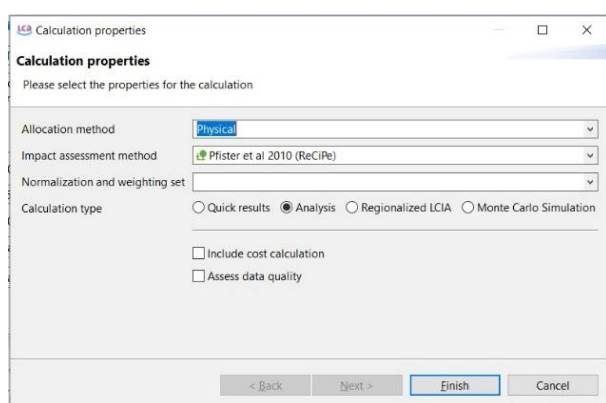 LCA Calculation properties
Calculation properties
Please select the properties for the calculation
Allocation method Physical
Impact assessment method Pfister et al 2010 (ReCiPe)
Normalization and weighting set
Calculation type Quick results Analysis Regionalized LCIA Monte Carlo Simulation
Include cost calculation
Assess data quality
< Back Next > Finish Cancel